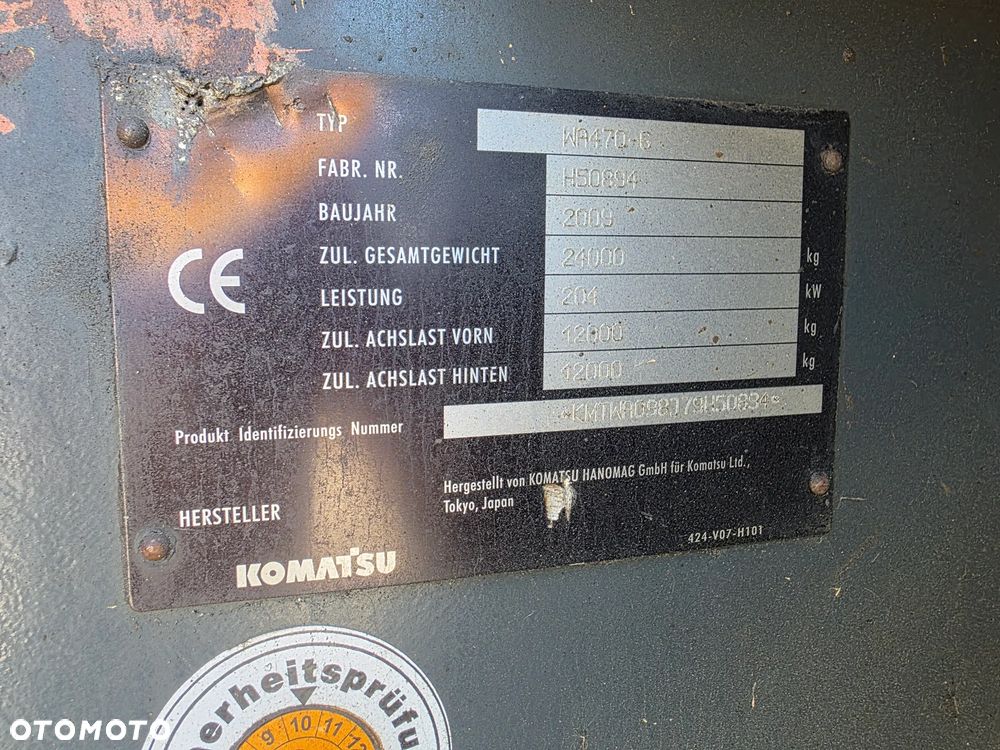 TYP WA470-6
FABR. NR. H50894
BAUJAHR 2009
ZUL. GESAMTGEWICHT 24000 kg
LEISTUNG 204 kW
ZUL. ACHSLAST VORN 12000 kg
ZUL. ACHSLAST HINTEN 12000 kg
CE
Produkt Identifizierungs Nummer
HERSTELLER
Hergestellt von KOMATSU HANOMAG GmbH für Komatsu Ltd.,
Tokyo, Japan
424-V07-H101
KOMATSU
9 10 11 12
OTOMOTO